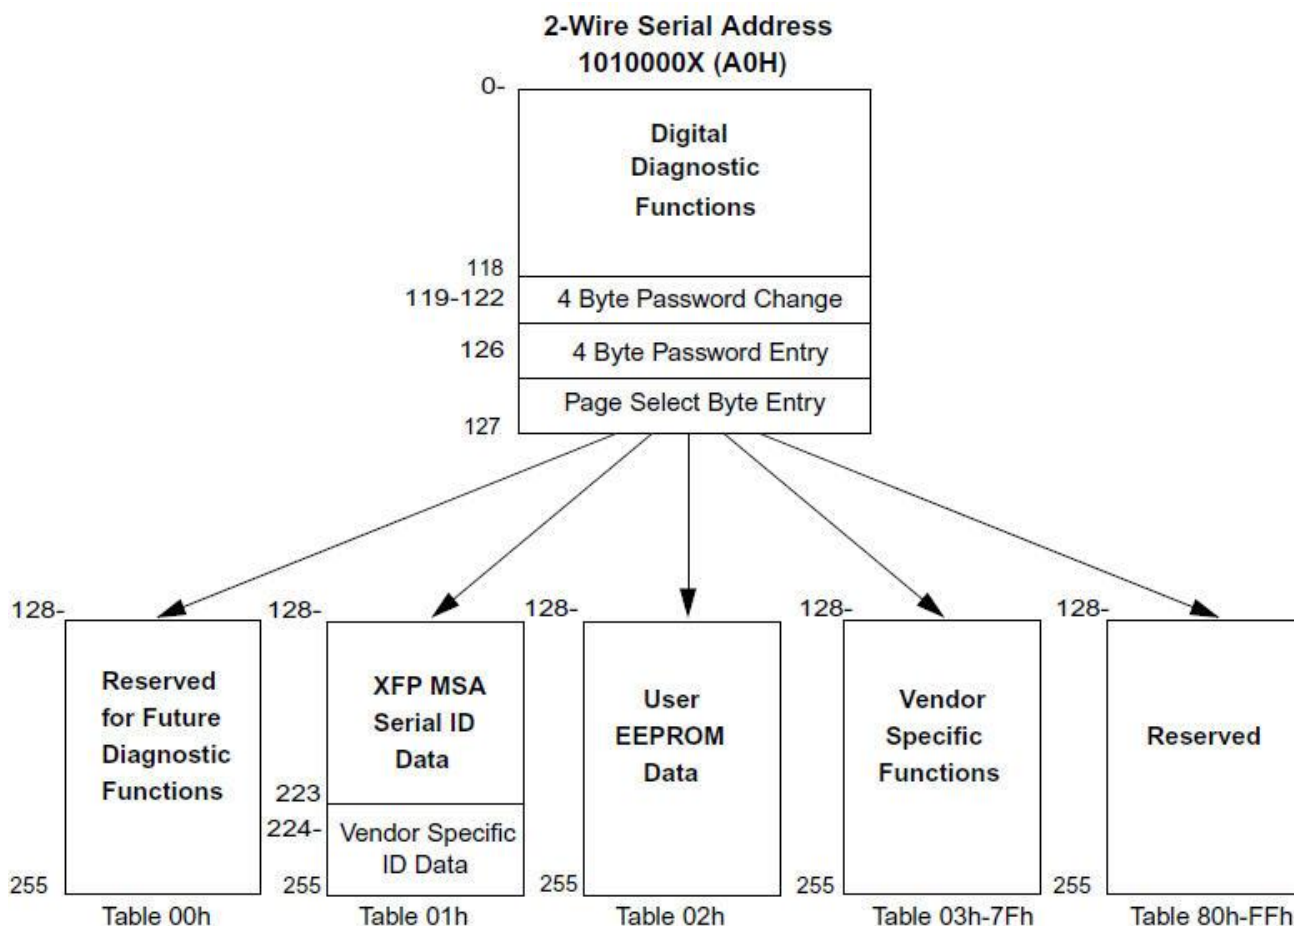 2-Wire Serial Address
1010000X (A0H)
0-
Digital
Diagnostic
Functions
118
119-122
4 Byte Password Change
126
4 Byte Password Entry
Page Select Byte Entry
127
128-
128-
128-
128-
128-
Reserved
for Future
Diagnostic
Functions
XFP MSA
Serial ID
Data
User
EEPROM
Data
Vendor
Specific
Functions
Reserved
223
224-
Vendor Specific
ID Data
255
255
255
255
255
Table 00h
Table 01h
Table 02h
Table 03h-7Fh
Table 80h-FFh